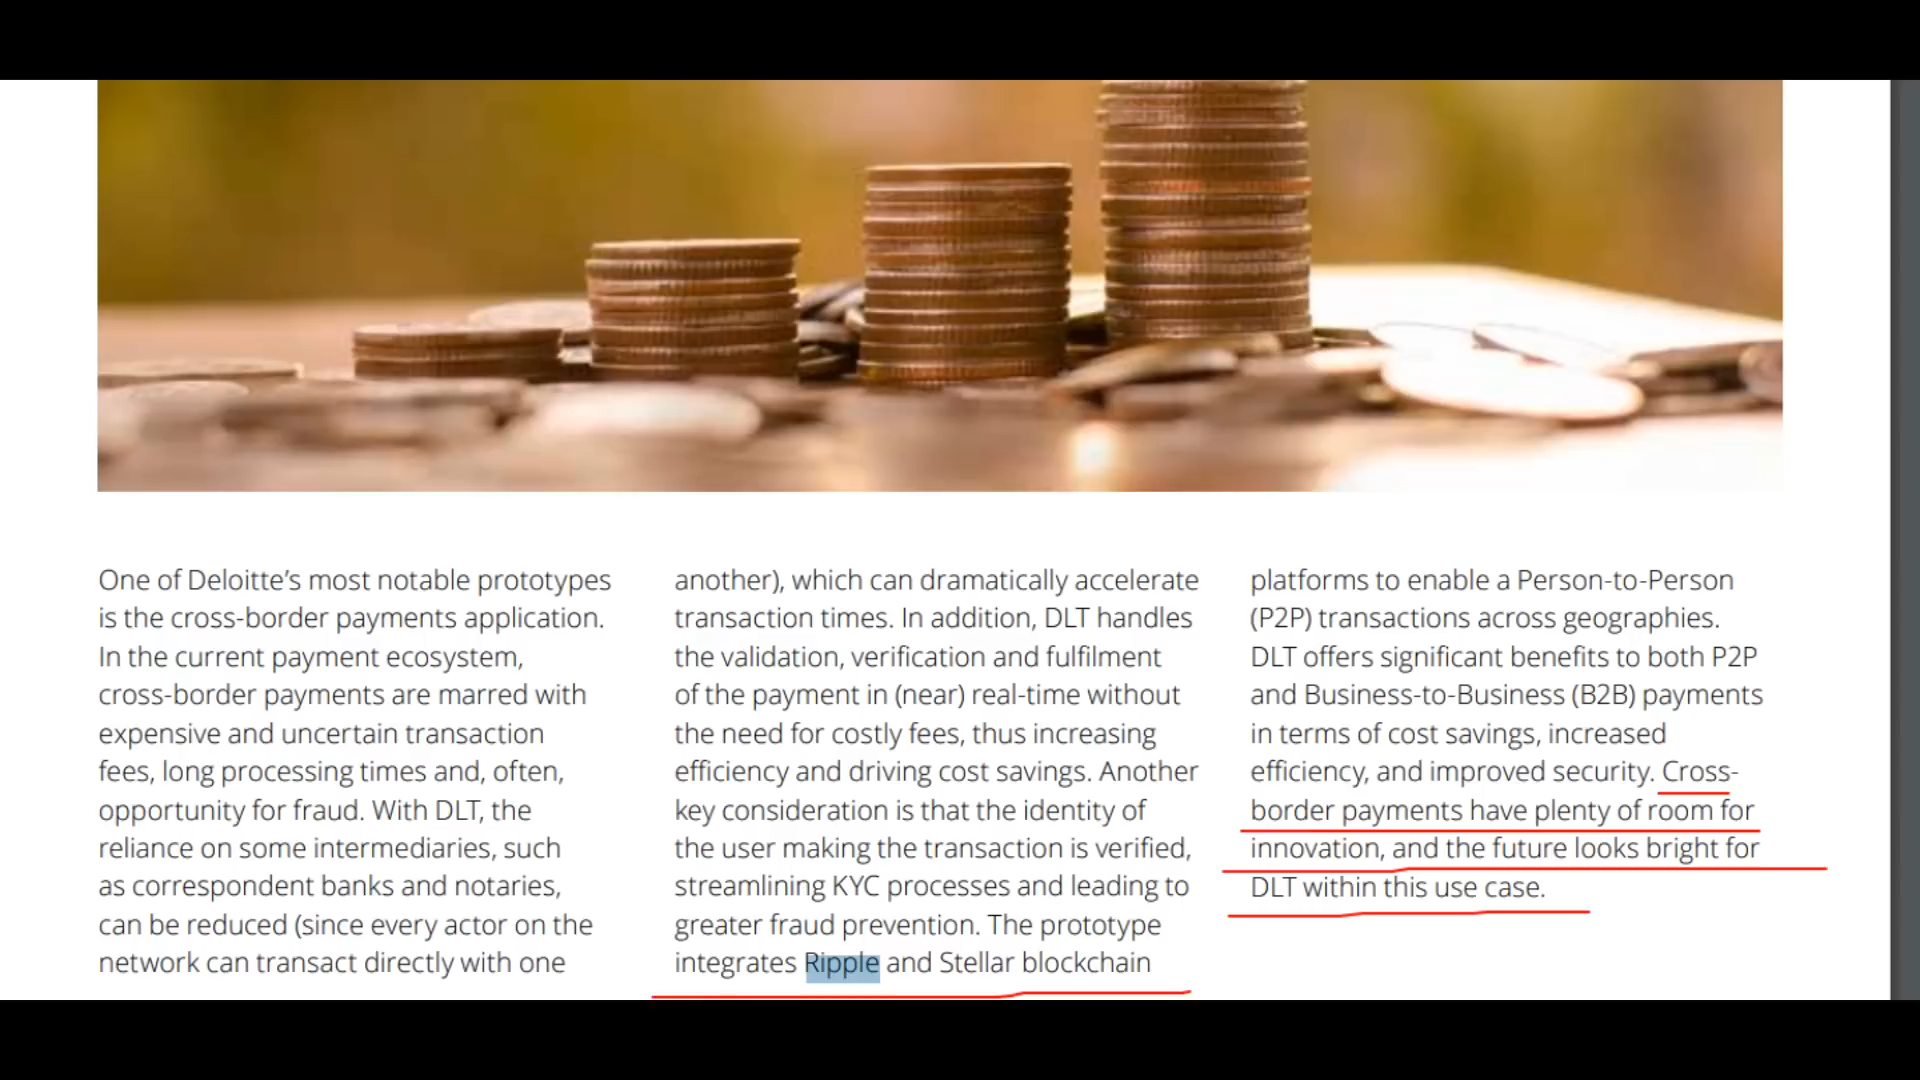 One of Deloitte’s most notable prototypes
is the cross-border payments application.
In the current payment ecosystem,
cross-border payments are marred with
expensive and uncertain transaction
fees, long processing times and, often,
opportunity for fraud. With DLT, the
reliance on some intermediaries, such
as correspondent banks and notaries,
can be reduced (since every actor on the
network can transact directly with one
another), which can dramatically accelerate
transaction times. In addition, DLT handles
the validation, verification and fulfilment
of the payment in (near) real-time without
the need for costly fees, thus increasing
efficiency and driving cost savings. Another
key consideration is that the identity of
the user making the transaction is verified,
streamlining KYC processes and leading to
greater fraud prevention. The prototype
integrates Ripple and Stellar blockchain
platforms to enable a Person-to-Person
(P2P) transactions across geographies.
DLT offers significant benefits to both P2P
and Business-to-Business (B2B) payments
in terms of cost savings, increased
efficiency, and improved security. Cross-
border payments have plenty of room for
innovation, and the future looks bright for
DLT within this use case.